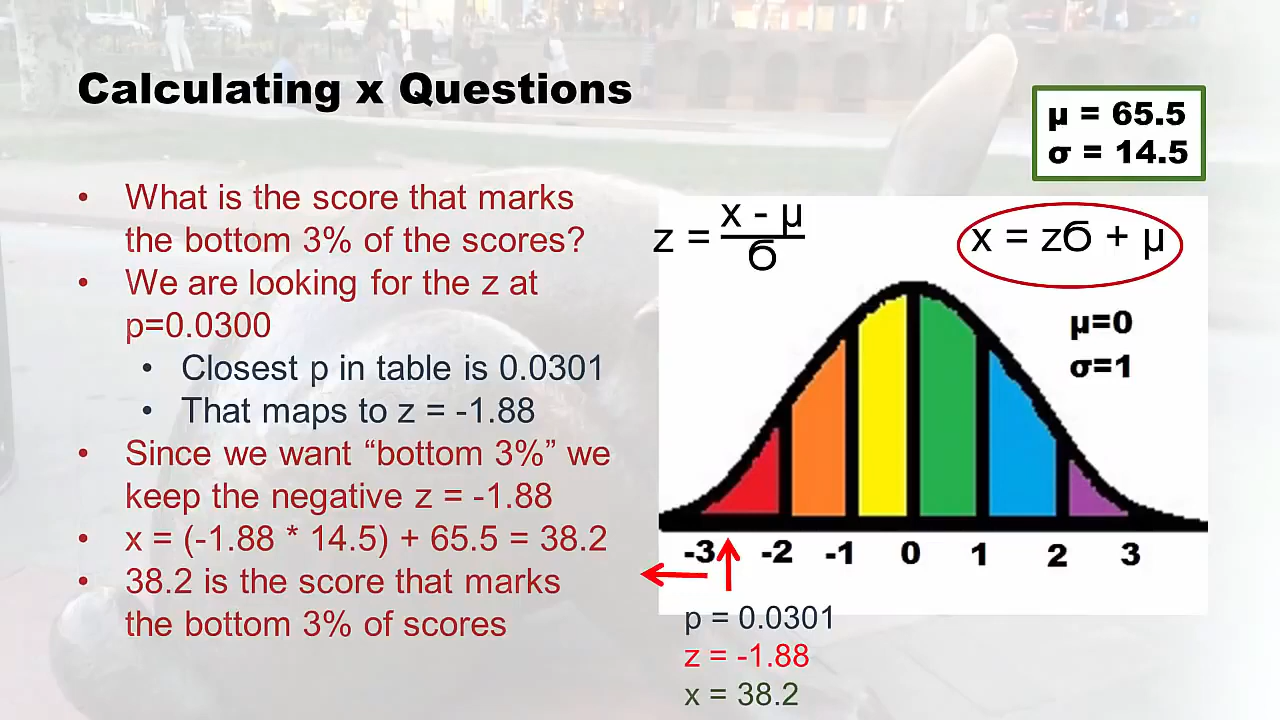 Calculating x Questions
μ = 65.5
σ = 14.5
• What is the score that marks
the bottom 3% of the scores?
• We are looking for the z at
p=0.0300
• Closest p in table is 0.0301
• That maps to z = -1.88
• Since we want “bottom 3%” we
keep the negative z = -1.88
• x = (-1.88 * 14.5) + 65.5 = 38.2
• 38.2 is the score that marks
the bottom 3% of scores
z = x - μ
б
x = zб + μ
μ=0
σ=1
-3 -2 -1 0 1 2 3
p = 0.0301
z = -1.88
x = 38.2